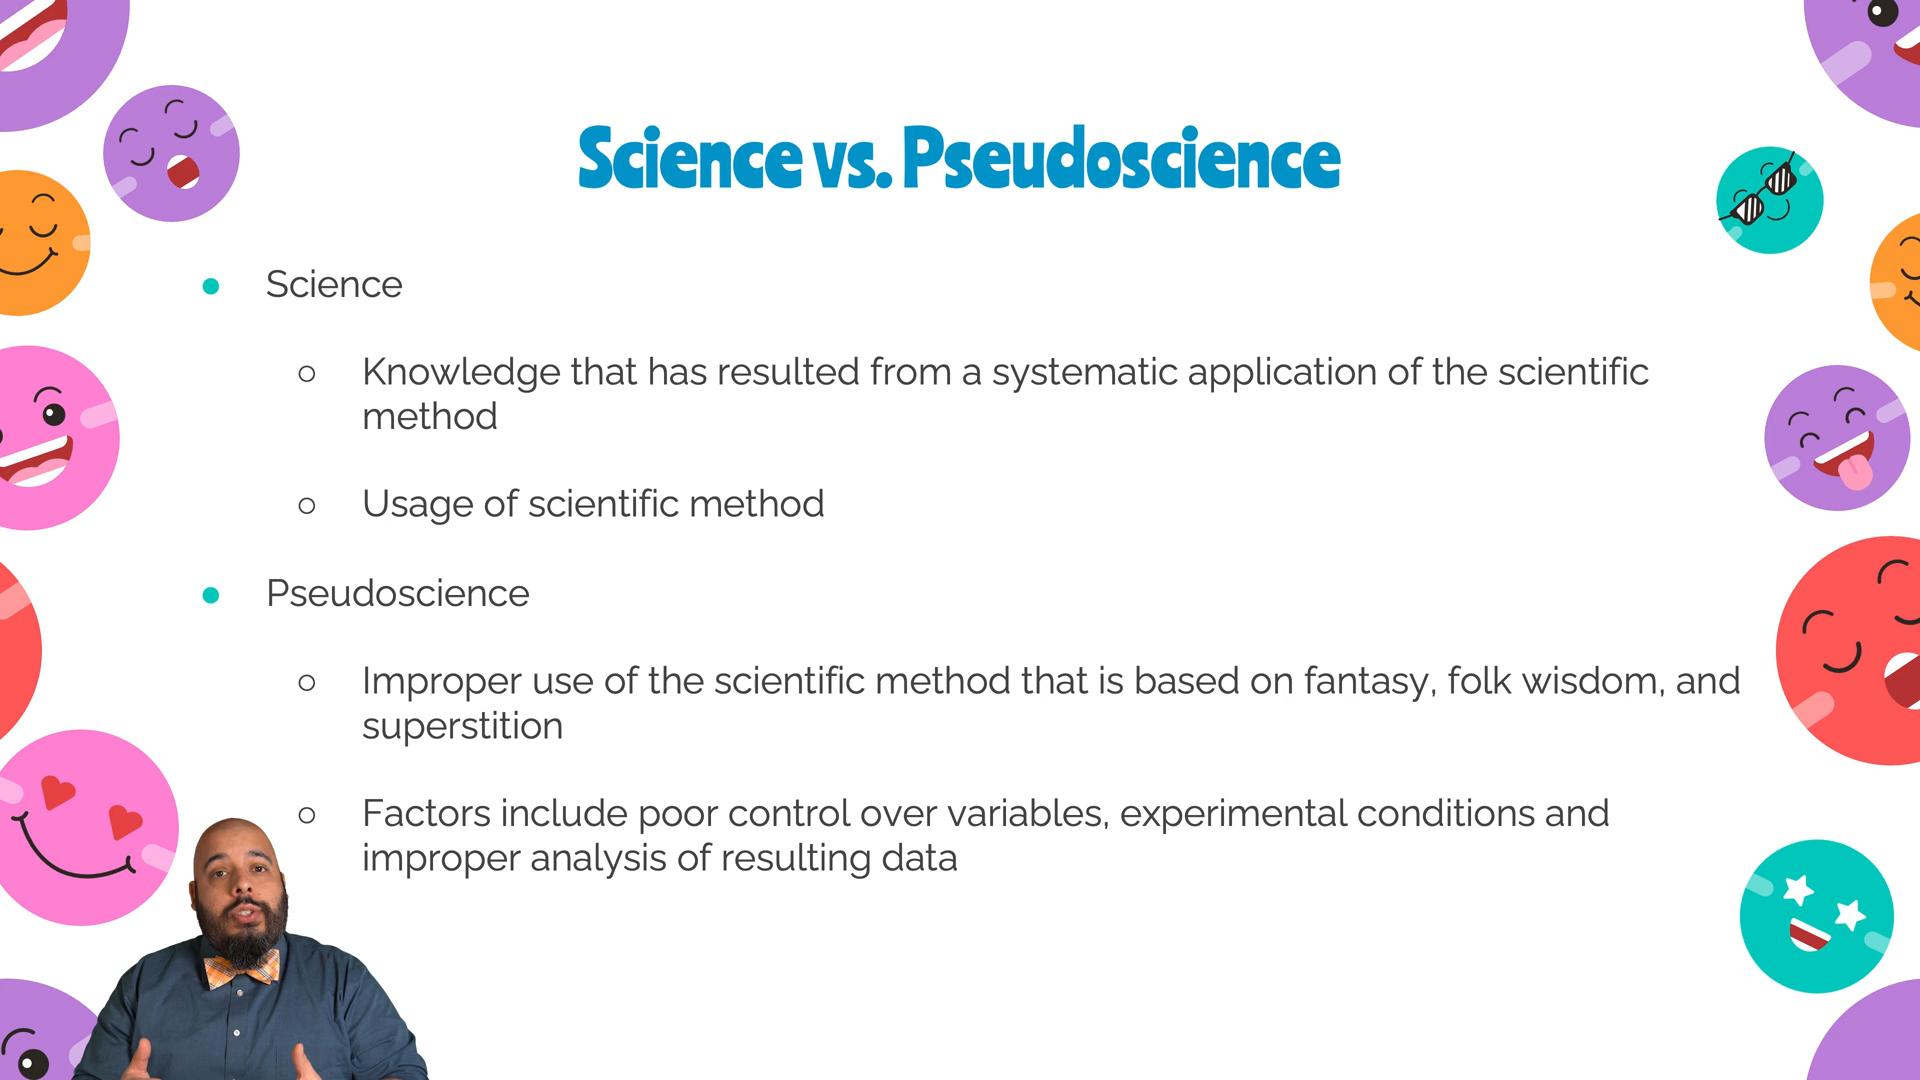 Science vs. Pseudoscience
Science
Knowledge that has resulted from a systematic application of the scientific
method
Usage of scientific method
Pseudoscience
Improper use of the scientific method that is based on fantasy, folk wisdom, and
superstition
Factors include poor control over variables, experimental conditions and
improper analysis of resulting data